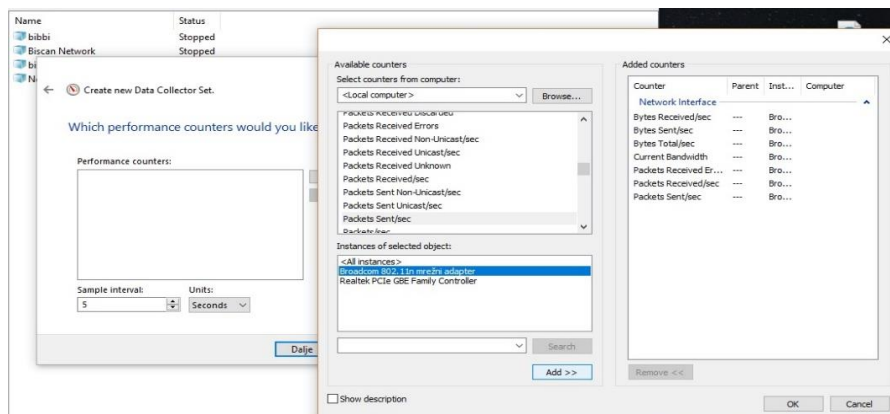 Name Status
bibbi Stopped
Biscan Network Stopped
bi
Create new Data Collector Set.
Which performance counters would you like
Performance counters:
Sample interval: Units:
5 Seconds
Dalje
Available counters
Select counters from computer:
<Local computer> Browse...
Packets Received Discarded
Packets Received Errors
Packets Received Non-Unicast/sec
Packets Received Unicast/sec
Packets Received Unknown
Packets Received/sec
Packets Sent Non-Unicast/sec
Packets Sent Unicast/sec
Packets Sent/sec
Packets/sec
Instances of selected object:
<All instances>
Broadcom 802.11n mrežni adapter
Realtek PCIe GBE Family Controller
Search
Add >>
Show description
Added counters
Counter Parent Inst... Computer
Network Interface
Bytes Received/sec --- Bro...
Bytes Sent/sec --- Bro...
Bytes Total/sec --- Bro...
Current Bandwidth --- Bro...
Packets Received Er... --- Bro...
Packets Received/sec --- Bro...
Packets Sent/sec --- Bro...
Remove <<
OK Cancel